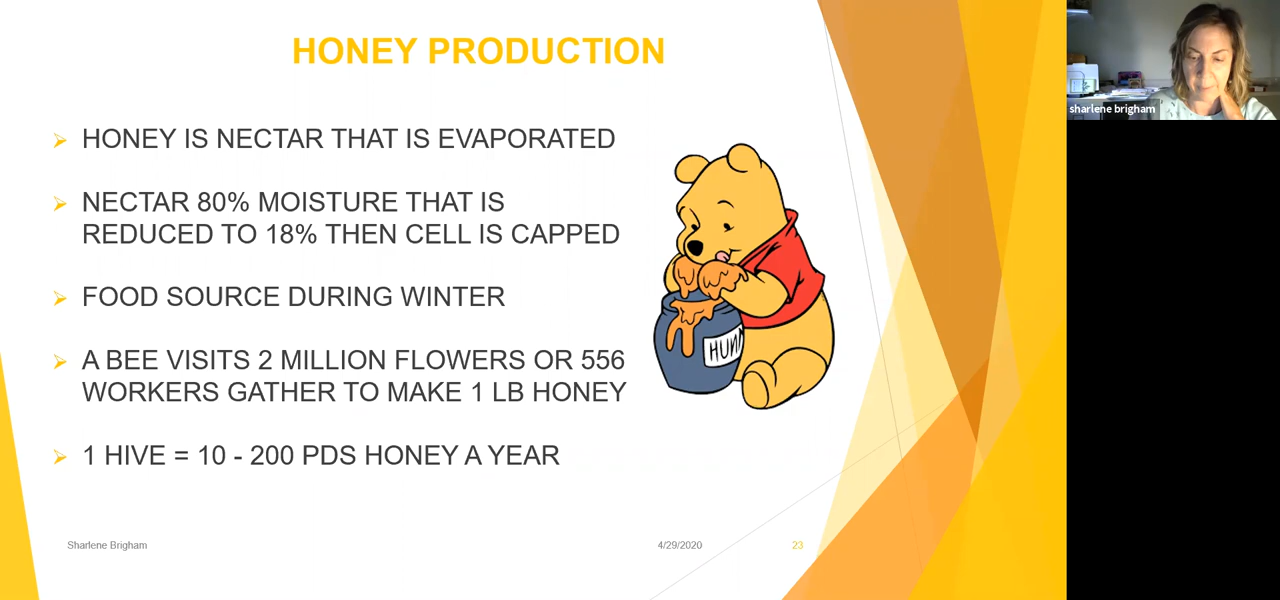 HONEY PRODUCTION
HONEY IS NECTAR THAT IS EVAPORATED
NECTAR 80% MOISTURE THAT IS
REDUCED TO 18% THEN CELL IS CAPPED
FOOD SOURCE DURING WINTER
A BEE VISITS 2 MILLION FLOWERS OR 556
WORKERS GATHER TO MAKE 1 LB HONEY
1 HIVE = 10 - 200 PDS HONEY A YEAR
HUNN
Sharlene Brigham
4/29/2020
23
sharlene brigham